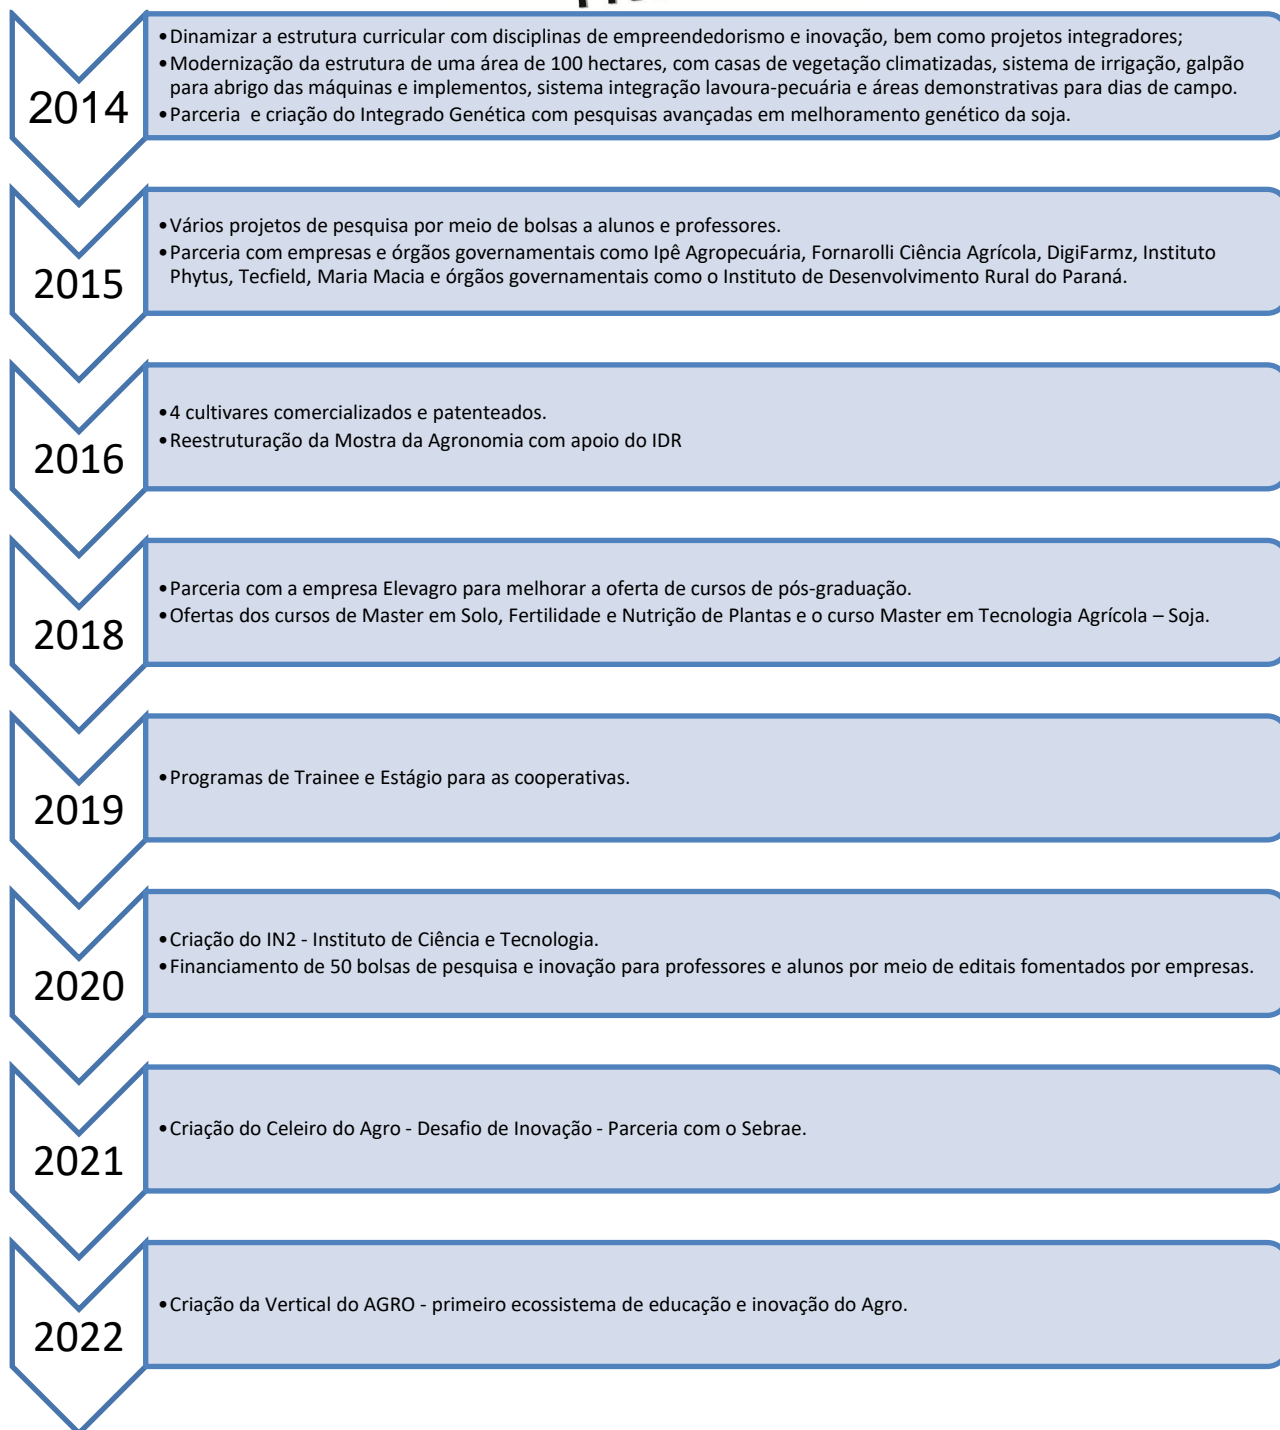 2014
•Dinamizar a estrutura curricular com disciplinas de empreendedorismo e inovação, bem como projetos integradores;
•Modernização da estrutura de uma área de 100 hectares, com casas de vegetação climatizadas, sistema de irrigação, galpão
para abrigo das máquinas e implementos, sistema integração lavoura-pecuária e áreas demonstrativas para dias de campo.
•Parceria e criação do Integrado Genética com pesquisas avançadas em melhoramento genético da soja.
2015
•Vários projetos de pesquisa por meio de bolsas a alunos e professores.
•Parceria com empresas e órgãos governamentais como Ipê Agropecuária, Fornarolli Ciência Agrícola, DigiFarmz, Instituto
Phytus, Tecfield, Maria Macia e órgãos governamentais como o Instituto de Desenvolvimento Rural do Paraná.
2016
•4 cultivares comercializados e patenteados.
•Reestruturação da Mostra da Agronomia com apoio do IDR
2018
•Parceria com a empresa Elevagro para melhorar a oferta de cursos de pós-graduação.
•Ofertas dos cursos de Master em Solo, Fertilidade e Nutrição de Plantas e o curso Master em Tecnologia Agrícola – Soja.
2019
•Programas de Trainee e Estágio para as cooperativas.
2020
•Criação do IN2 - Instituto de Ciência e Tecnologia.
•Financiamento de 50 bolsas de pesquisa e inovação para professores e alunos por meio de editais fomentados por empresas.
2021
•Criação do Celeiro do Agro - Desafio de Inovação - Parceria com o Sebrae.
2022
•Criação da Vertical do AGRO - primeiro ecossistema de educação e inovação do Agro.